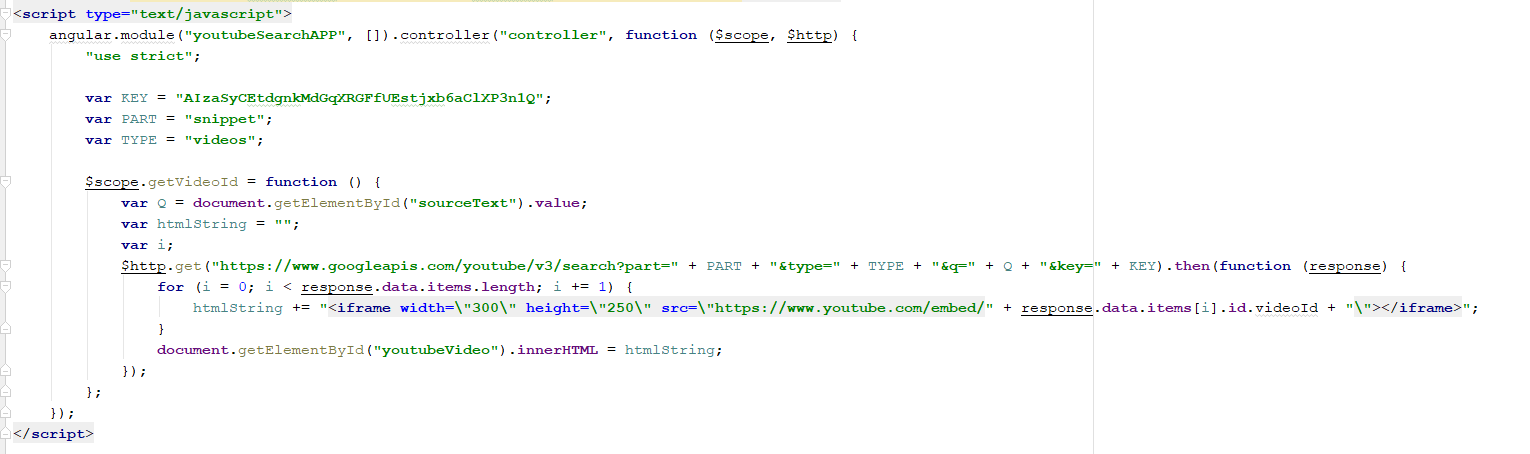 <script type="text/javascript">
angular.module("youtubeSearchAPP", []).controller("controller", function ($scope, $http) {
"use strict";
var KEY = "AIzaSyCEtdgnkMdGqXRGFfUEstjxb6aClXP3n1Q";
var PART = "snippet";
var TYPE = "videos";
$scope.getVideoId = function () {
var Q = document.getElementById("sourceText").value;
var htmlString = "";
var i;
$http.get("https://www.googleapis.com/youtube/v3/search?part=" + PART + "&type=" + TYPE + "&q=" + Q + "&key=" + KEY).then(function (response) {
for (i = 0; i < response.data.items.length; i += 1) {
htmlString += "<iframe width=\"300\" height=\"250\" src=\"https://www.youtube.com/embed/" + response.data.items[i].id.videoId + "\"></iframe>";
}
document.getElementById("youtubeVideo").innerHTML = htmlString;
});
};
});
</script>